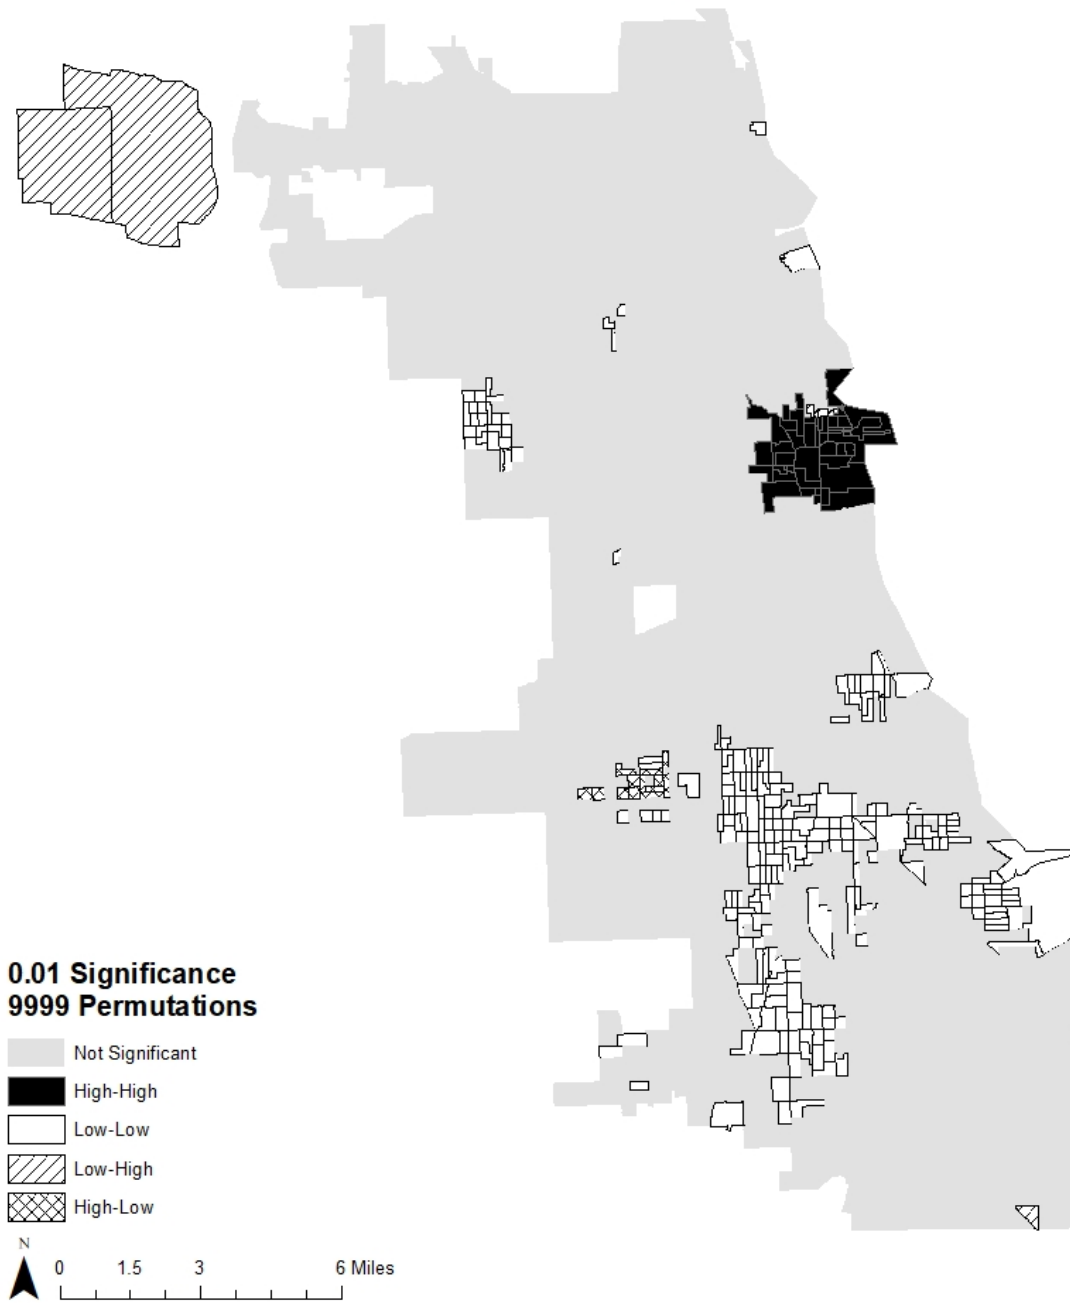 0.01 Significance
9999 Permutations
Not Significant
High-High
Low-Low
Low-High
High-Low
N
0 1.5 3 6 Miles